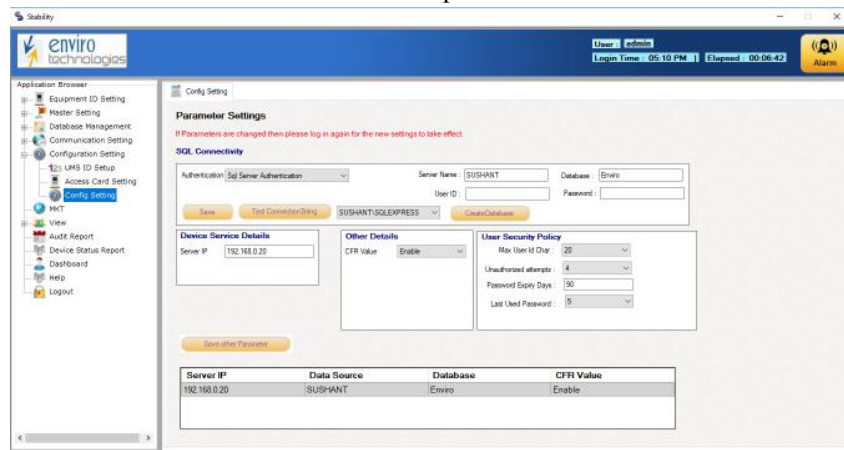 Stability
enviro
technologies
User : admin
Login Time : 05:10 PM | Elapsed : 00:06:42
Alarm
Application Browser
Equipment ID Setting
Master Setting
Database Management
Communication Setting
Configuration Setting
UMS ID Setup
Access Card Setting
Config Setting
MKT
View
Audit Report
Device Status Report
Dashboard
Help
Logout
Config Setting
Parameter Settings
If Parameters are changed then please log in again for the new settings to take effect.
SQL Connectivity
Authentication Sql Server Authentication Server Name : SUSHANT Database : Enviro
User ID : Password :
Save Test ConnectionString SUSHANT\SQLEXPRESS CreateDatabase
Device Service Details
Server IP 192.168.0.20
Other Details
CFR Value Enable
User Security Policy
Max User Id Char : 20
Unauthorized attempts : 4
Password Expiry Days : 90
Last Used Password : 5
Save other Parameter
Server IP Data Source Database CFR Value
192.168.0.20 SUSHANT Enviro Enable